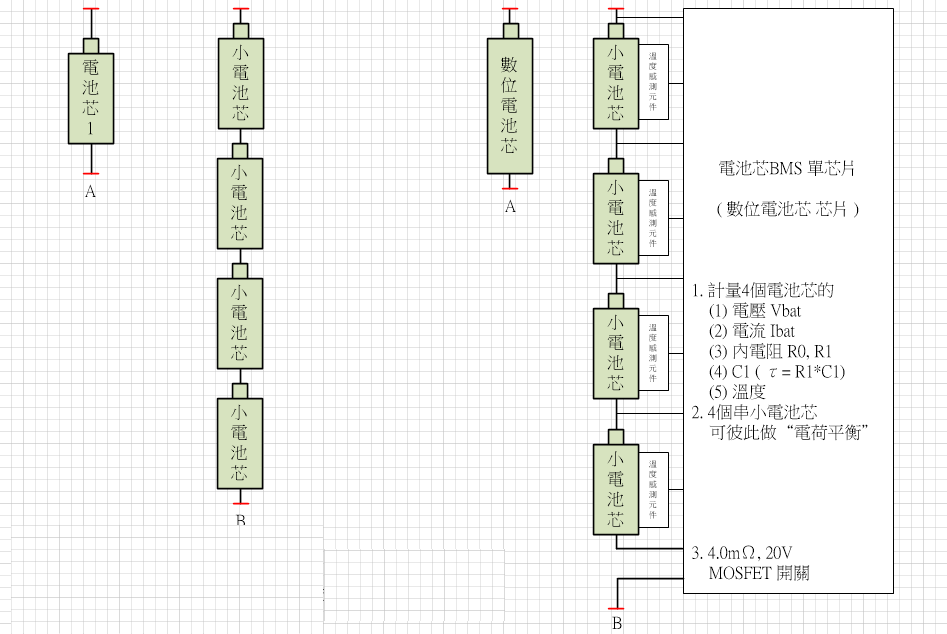 電池芯1
A
小電池芯
小電池芯
小電池芯
小電池芯
B
數位電池芯
A
小電池芯
溫度感測元件
小電池芯
溫度感測元件
小電池芯
溫度感測元件
小電池芯
溫度感測元件
B
電池芯BMS 單芯片
( 數位電池芯 芯片 )
1. 計量4個電池芯的
(1) 電壓 Vbat
(2) 電流 Ibat
(3) 內電阻 R0, R1
(4) C1 ( τ = R1*C1)
(5) 溫度
2. 4個串小電池芯
可彼此做“電荷平衡”
3. 4.0mΩ, 20V
MOSFET 開關